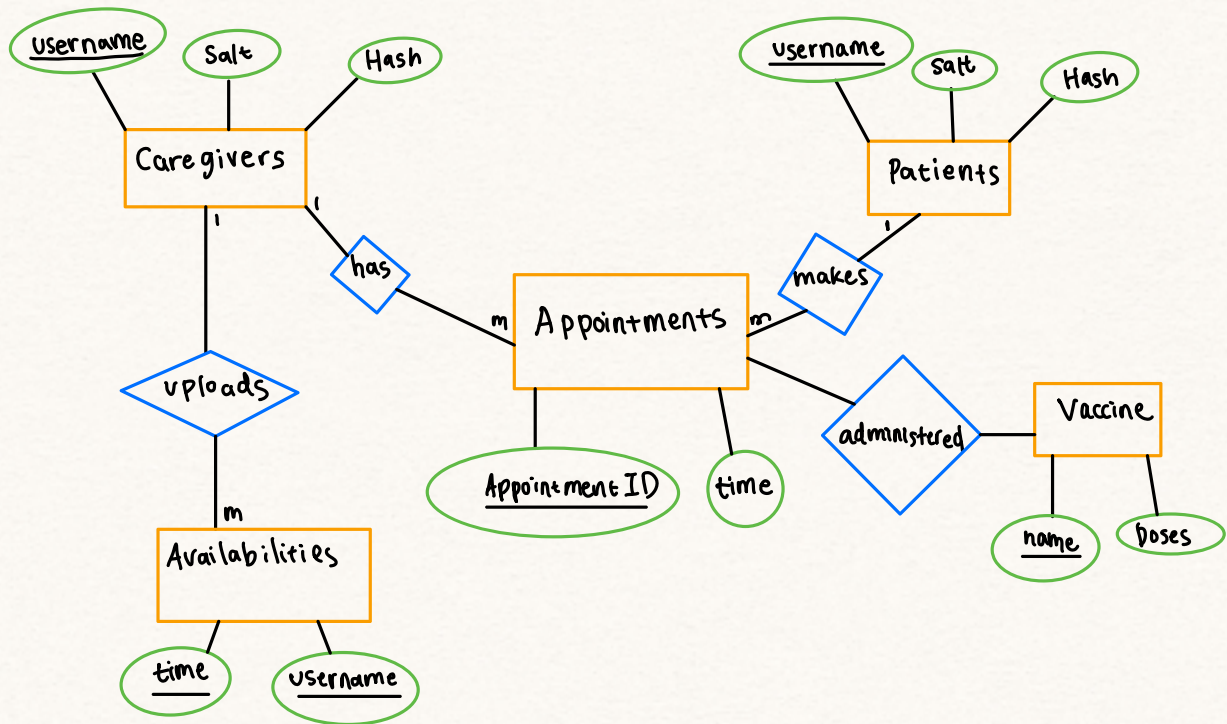 username
Salt
Hash
username
salt
Hash
Caregivers
Patients
1
1
1
has
makes
m
Appointments
m
uploads
administered
Vaccine
AppointmentID
time
m
name
Doses
Availabilities
time
username